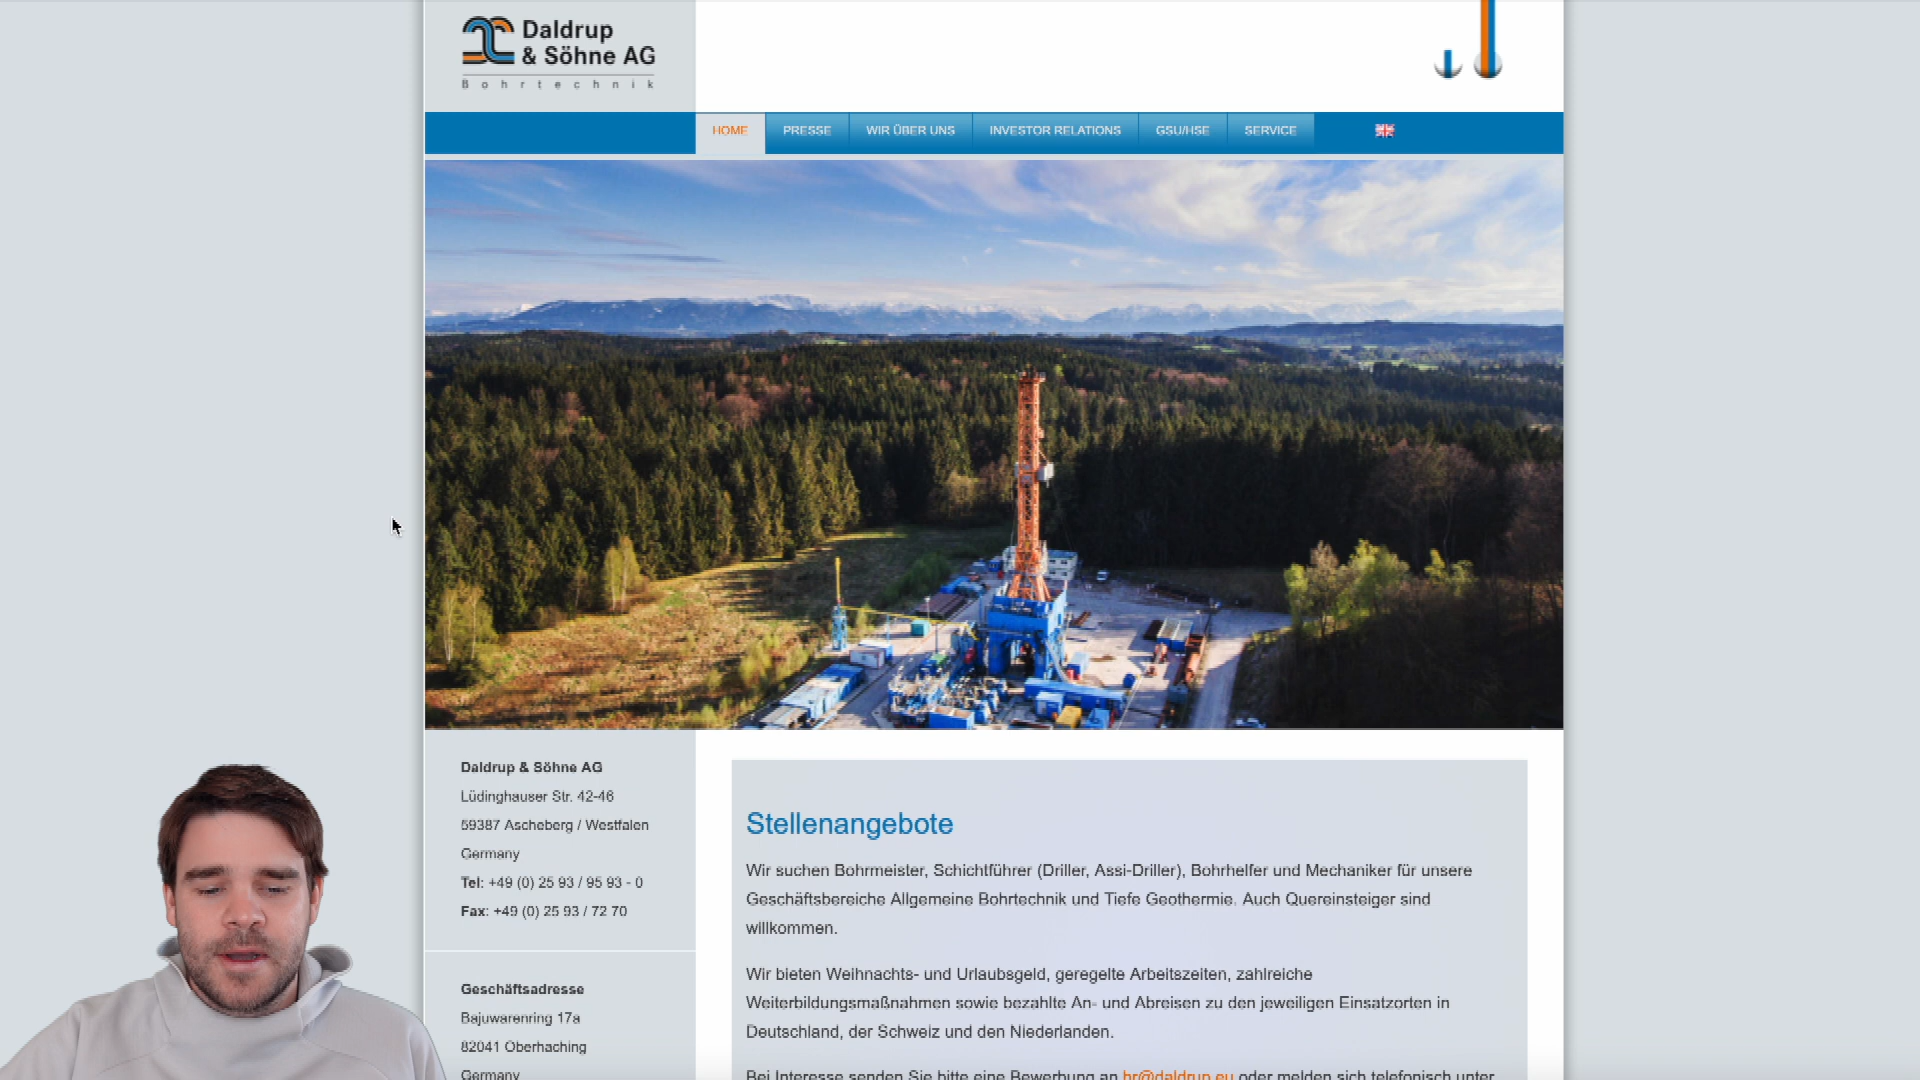 Daldrup
& Söhne AG
Bohrtechnik
HOME PRESSE WIR ÜBER UNS INVESTOR RELATIONS GSU/HSE SERVICE
Daldrup & Söhne AG
Lüdinghauser Str. 42-46
59387 Ascheberg / Westfalen
Germany
Tel: +49 (0) 25 93 / 95 93 - 0
Fax: +49 (0) 25 93 / 72 70
Geschäftsadresse
Bajuwarenring 17a
82041 Oberhaching
Germany
Stellenangebote
Wir suchen Bohrmeister, Schichtführer (Driller, Assi-Driller), Bohrhelfer und Mechaniker für unsere
Geschäftsbereiche Allgemeine Bohrtechnik und Tiefe Geothermie. Auch Quereinsteiger sind
willkommen.
Wir bieten Weihnachts- und Urlaubsgeld, geregelte Arbeitszeiten, zahlreiche
Weiterbildungsmaßnahmen sowie bezahlte An- und Abreisen zu den jeweiligen Einsatzorten in
Deutschland, der Schweiz und den Niederlanden.
Bei Interesse senden Sie bitte eine Bewerbung an hr@daldrup.eu oder melden sich telefonisch unter